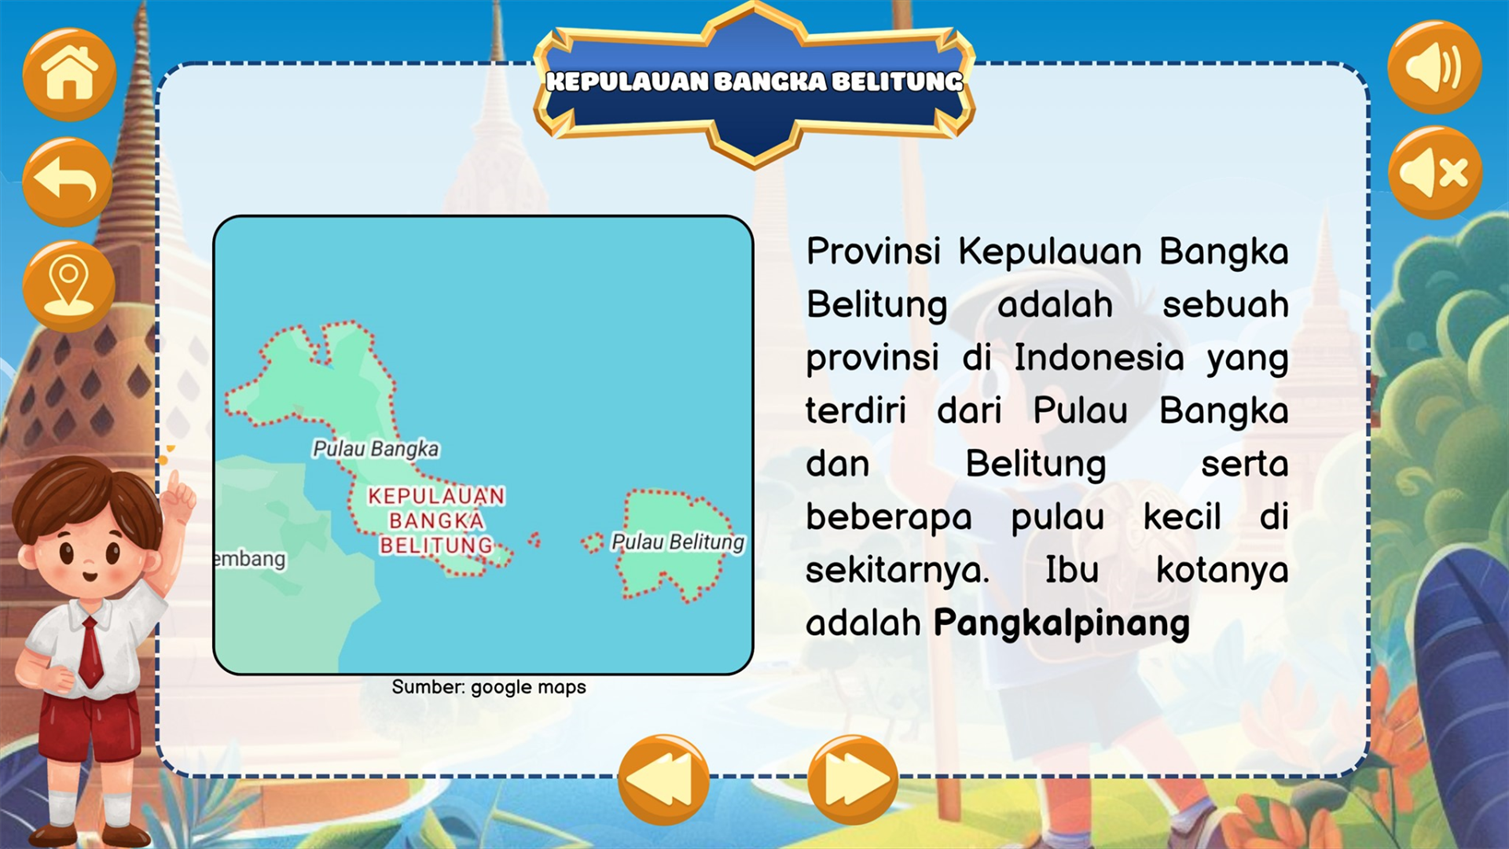 KEPULAUAN BANGKA BELITUNG
Pulau Bangka
KEPULAUAN
BANGKA
BELITUNG
Pulau Belitung
embang
Sumber: google maps
Provinsi Kepulauan Bangka
Belitung adalah sebuah
provinsi di Indonesia yang
terdiri dari Pulau Bangka
dan Belitung serta
beberapa pulau kecil di
sekitarnya. Ibu kotanya
adalah Pangkalpinang